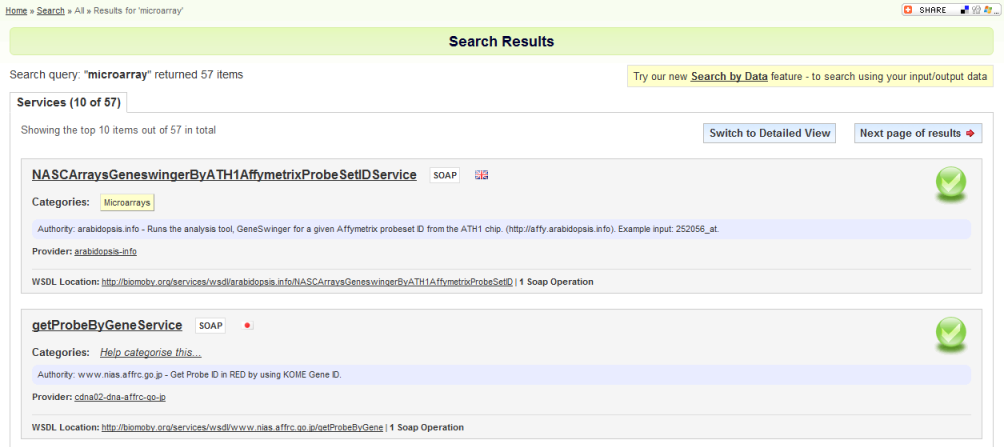 Home » Search » All » Results for 'microarray'
SHARE
Search Results
Search query: "microarray" returned 57 items
Try our new Search by Data feature - to search using your input/output data
Services (10 of 57)
Showing the top 10 items out of 57 in total
Switch to Detailed View
Next page of results
NASCArraysGeneswingerByATH1AffymetrixProbeSetIDService SOAP
Categories: Microarrays
Authority: arabidopsis.info - Runs the analysis tool, GeneSwinger for a given Affymetrix probeset ID from the ATH1 chip. (http://affy.arabidopsis.info). Example input: 252056_at.
Provider: arabidopsis-info
WSDL Location: http://biomoby.org/services/wsdl/arabidopsis.info/NASCArraysGeneswingerByATH1AffymetrixProbeSetID | 1 Soap Operation
getProbeByGeneService SOAP
Categories: Help categorise this...
Authority: www.nias.affrc.go.jp - Get Probe ID in RED by using KOME Gene ID.
Provider: cdna02-dna-affrc-go-jp
WSDL Location: http://biomoby.org/services/wsdl/www.nias.affrc.go.jp/getProbeByGene | 1 Soap Operation